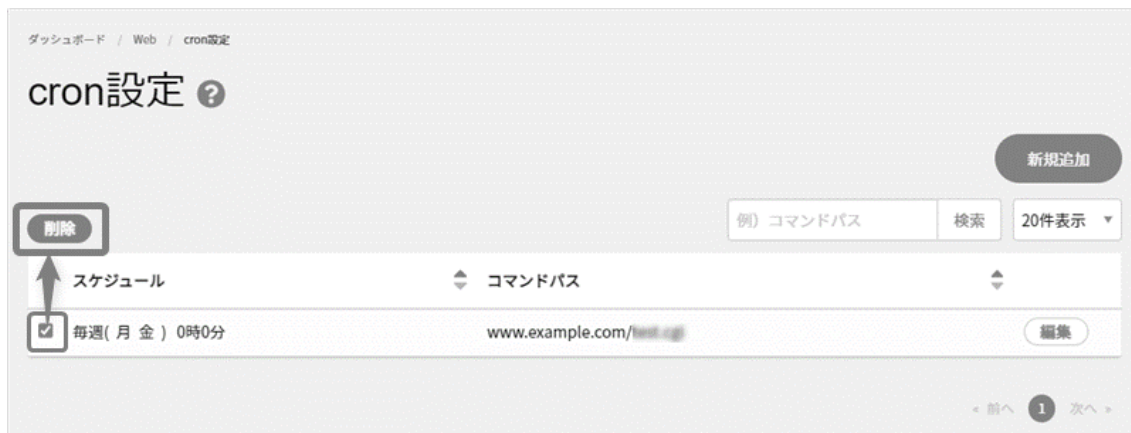 ダッシュボード / Web / cron設定
cron設定 ?
新規追加
削除
例）コマンドパス 検索 20件表示
スケジュール コマンドパス
毎週( 月 金 ) 0時0分 www.example.com/ 編集
« 前へ 1 次へ »